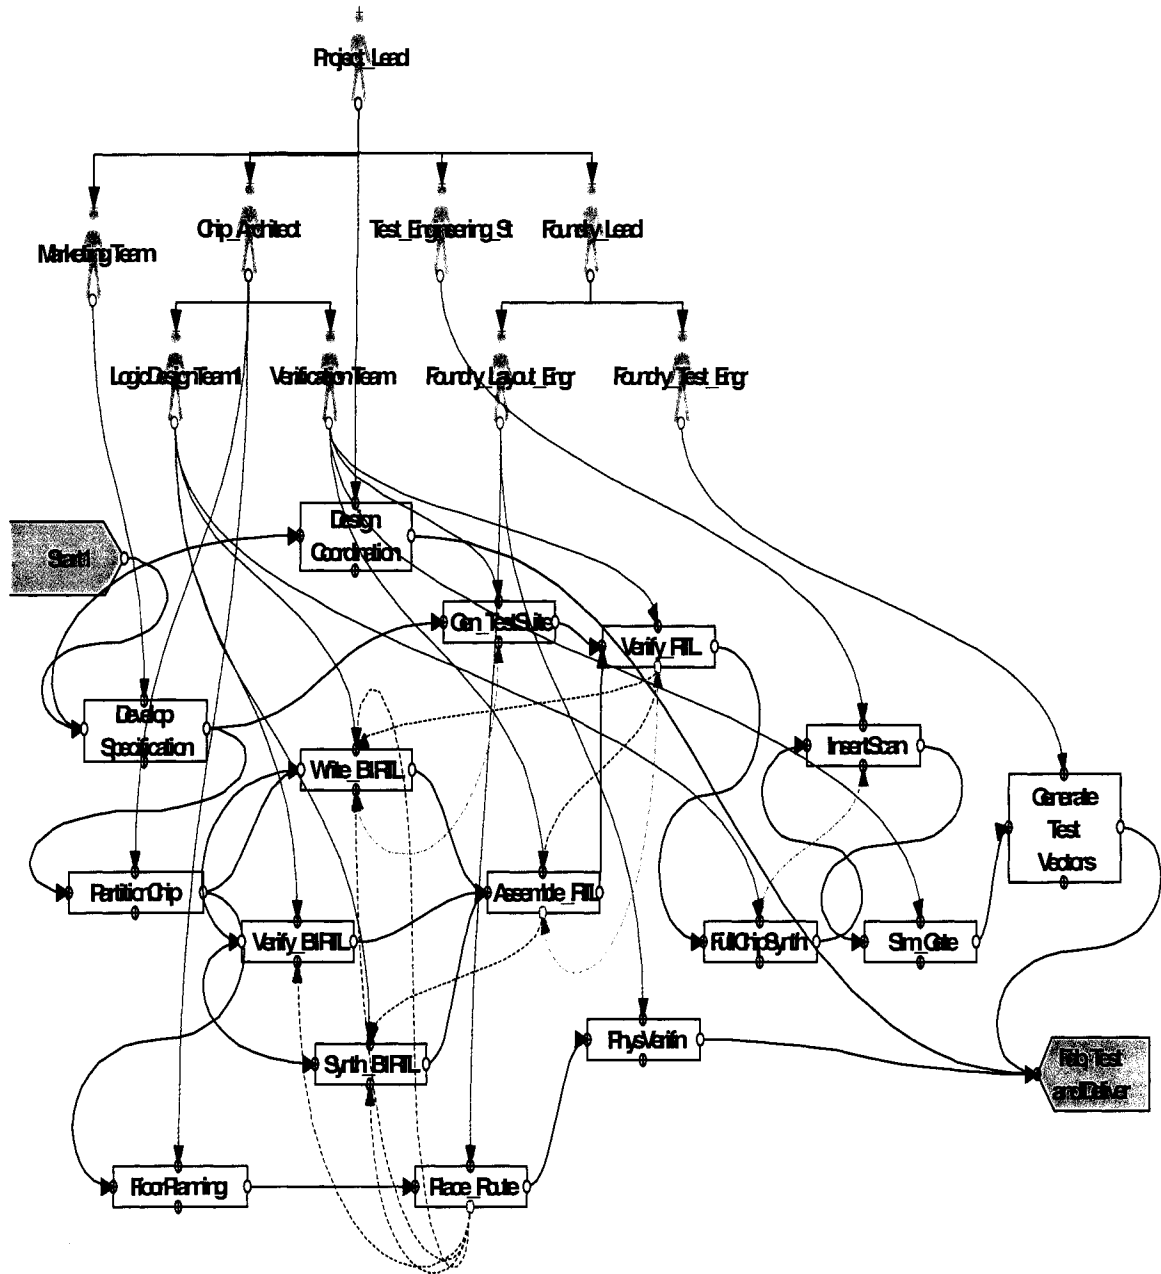 Project_Lead
Chip_Architect
Test_Engineering_St
Foundry_Lead
MarketingTeam
LogicDesignTeam1
VerificationTeam
Foundry_Layout_Engr
Foundry_Test_Engr
Design
Coordination
Start1
Gen_TestSuite
Verify_RTL
Develop
Specification
InsertScan
Write_BlRTL
Generate
Test
Vectors
PartitionChip
Assemble_RTL
Verify_BlRTL
FullChipSynth
Sim_Gate
PhysVerifn
Synth_BlRTL
Test
and Deliver
FloorPlanning
Place_Route